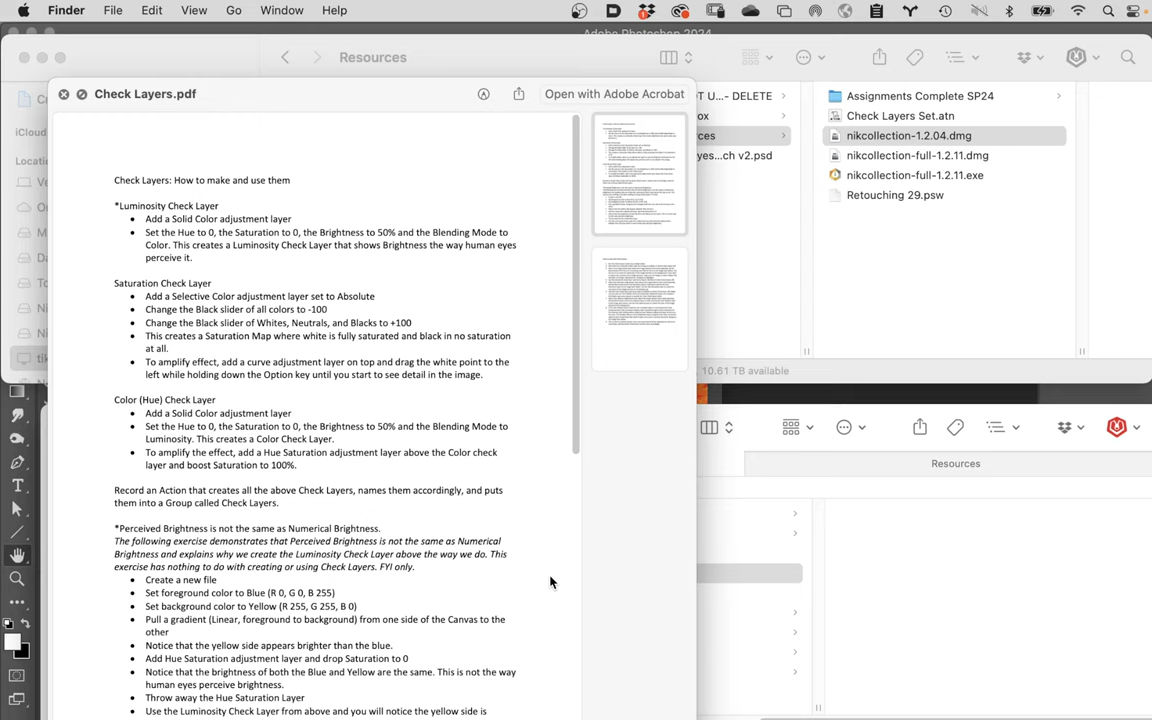 Finder File Edit View Go Window Help
Adobe Photoshop 2024
Resources
Check Layers.pdf
Open with Adobe Acrobat
iCloud
Locatio
Check Layers: How to make and use them
*Luminosity Check Layer
• Add a Solid Color adjustment layer
• Set the Hue to 0, the Saturation to 0, the Brightness to 50% and the Blending Mode to
Color. This creates a Luminosity Check Layer that shows Brightness the way human eyes
perceive it.
Saturation Check Layer
• Add a Selective Color adjustment layer set to Absolute
• Change the Black slider of all colors to -100
• Change the Black slider of Whites, Neutrals, and Blacks to +100
• This creates a Saturation Map where white is fully saturated and black in no saturation
at all.
• To amplify effect, add a curve adjustment layer on top and drag the white point to the
left while holding down the Option key until you start to see detail in the image.
Color (Hue) Check Layer
• Add a Solid Color adjustment layer
• Set the Hue to 0, the Saturation to 0, the Brightness to 50% and the Blending Mode to
Luminosity. This creates a Color Check Layer.
• To amplify the effect, add a Hue Saturation adjustment layer above the Color check
layer and boost Saturation to 100%.
Record an Action that creates all the above Check Layers, names them accordingly, and puts
them into a Group called Check Layers.
*Perceived Brightness is not the same as Numerical Brightness.
The following exercise demonstrates that Perceived Brightness is not the same as Numerical
Brightness and explains why we create the Luminosity Check Layer above the way we do. This
exercise has nothing to do with creating or using Check Layers. FYI only.
• Create a new file
• Set foreground color to Blue (R 0, G 0, B 255)
• Set background color to Yellow (R 255, G 255, B 0)
• Pull a gradient (Linear, foreground to background) from one side of the Canvas to the
other
• Notice that the yellow side appears brighter than the blue.
• Add Hue Saturation adjustment layer and drop Saturation to 0
• Notice that the brightness of both the Blue and Yellow are the same. This is not the way
human eyes perceive brightness.
• Throw away the Hue Saturation Layer
• Use the Luminosity Check Layer from above and you will notice the yellow side is
OT U...- DELETE
ox
rces
yes...ch v2.psd
Assignments Complete SP24
Check Layers Set.atn
nikcollection-1.2.04.dmg
nikcollection-full-1.2.11.dmg
nikcollection-full-1.2.11.exe
Retouching 29.psw
10.61 TB available
Resources